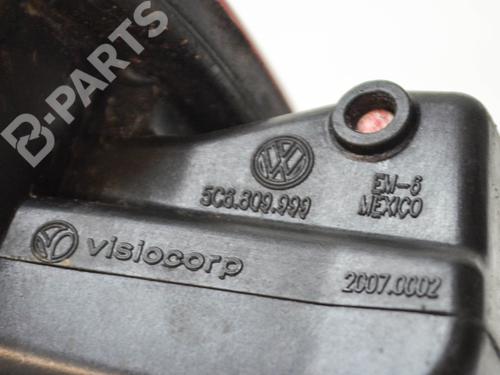 B-PARTS
5C6.809.999
EM-6
MEXICO
visiocorp
2007.0002